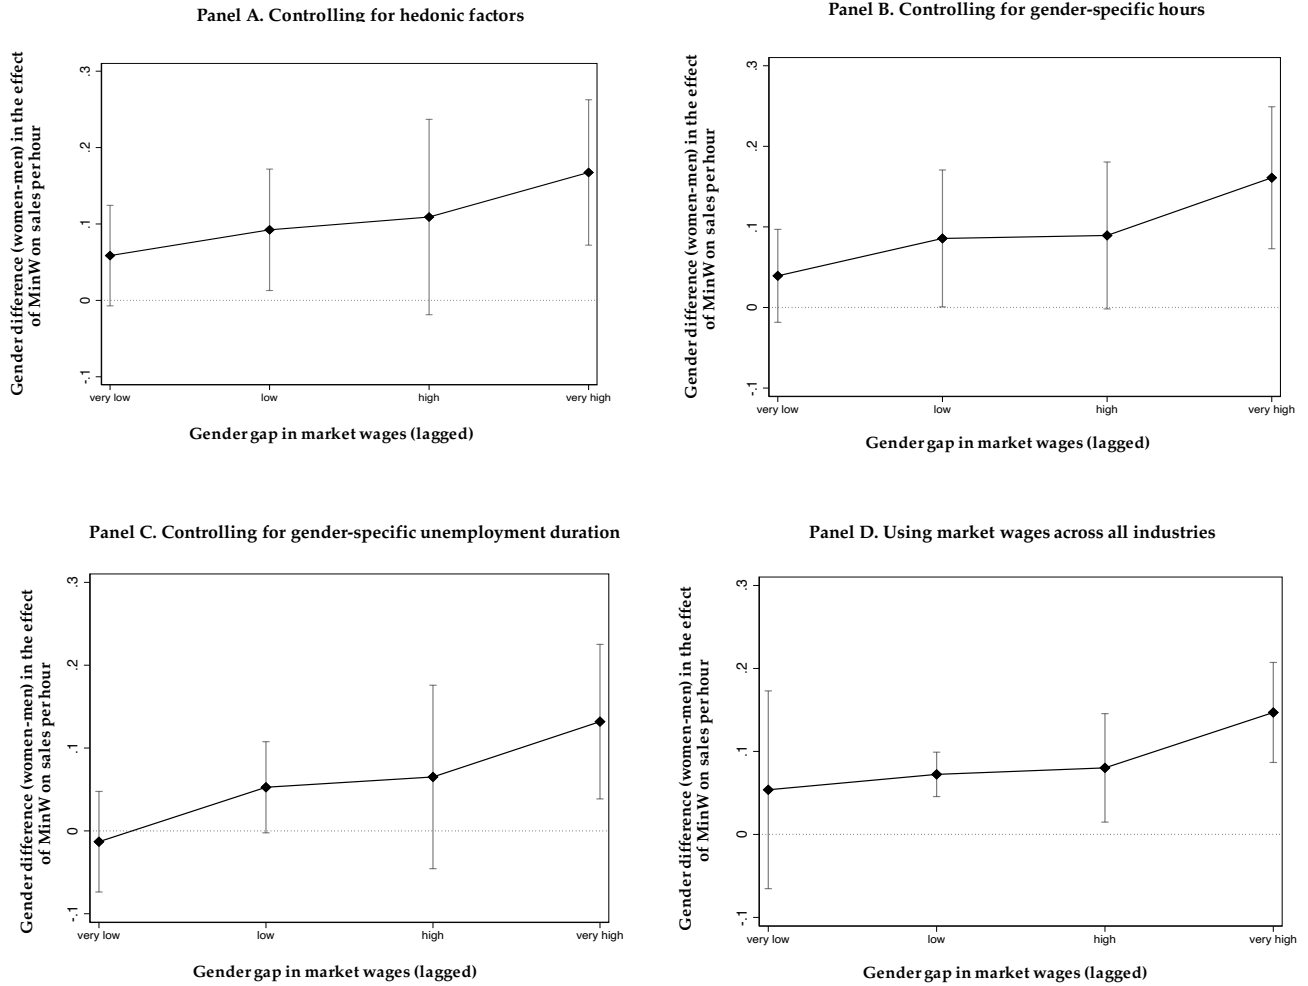 Panel A. Controlling for hedonic factors
Gender difference (women-men) in the effect
of MinW on sales per hour
.3
.2
.1
0
-.1
very low low high very high
Gender gap in market wages (lagged)
Panel B. Controlling for gender-specific hours
Gender difference (women-men) in the effect
of MinW on sales per hour
.3
.2
.1
0
-.1
very low low high very high
Gender gap in market wages (lagged)
Panel C. Controlling for gender-specific unemployment duration
Gender difference (women-men) in the effect
of MinW on sales per hour
.3
.2
.1
0
-.1
very low low high very high
Gender gap in market wages (lagged)
Panel D. Using market wages across all industries
Gender difference (women-men) in the effect
of MinW on sales per hour
.3
.2
.1
0
-.1
very low low high very high
Gender gap in market wages (lagged)